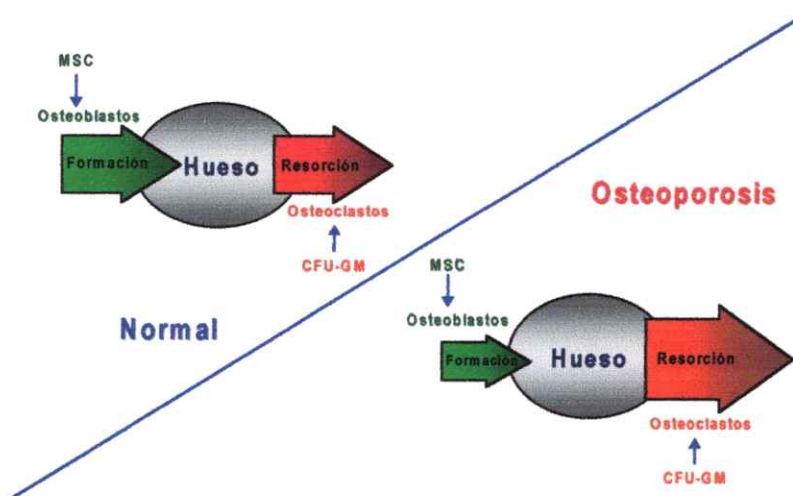 MSC
Osteoblastos
Formación
Hueso
Resorción
Osteoclastos
CFU-GM
Normal
Osteoporosis
MSC
Osteoblastos
Formación
Hueso
Resorción
Osteoclastos
CFU-GM